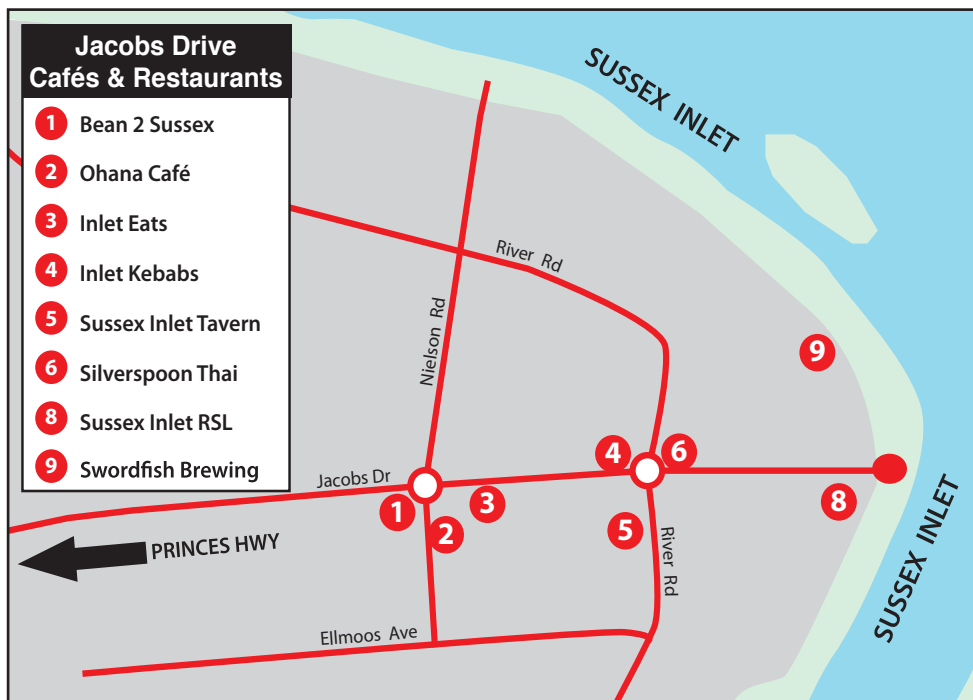 Jacobs Drive
Cafés & Restaurants
1 Bean 2 Sussex
2 Ohana Café
3 Inlet Eats
4 Inlet Kebabs
5 Sussex Inlet Tavern
6 Silverspoon Thai
8 Sussex Inlet RSL
9 Swordfish Brewing
SUSSEX INLET
River Rd
Nielson Rd
9
4
6
Jacobs Dr
1
3
8
2
5
River Rd
PRINCES HWY
SUSSEX INLET
Ellmoos Ave